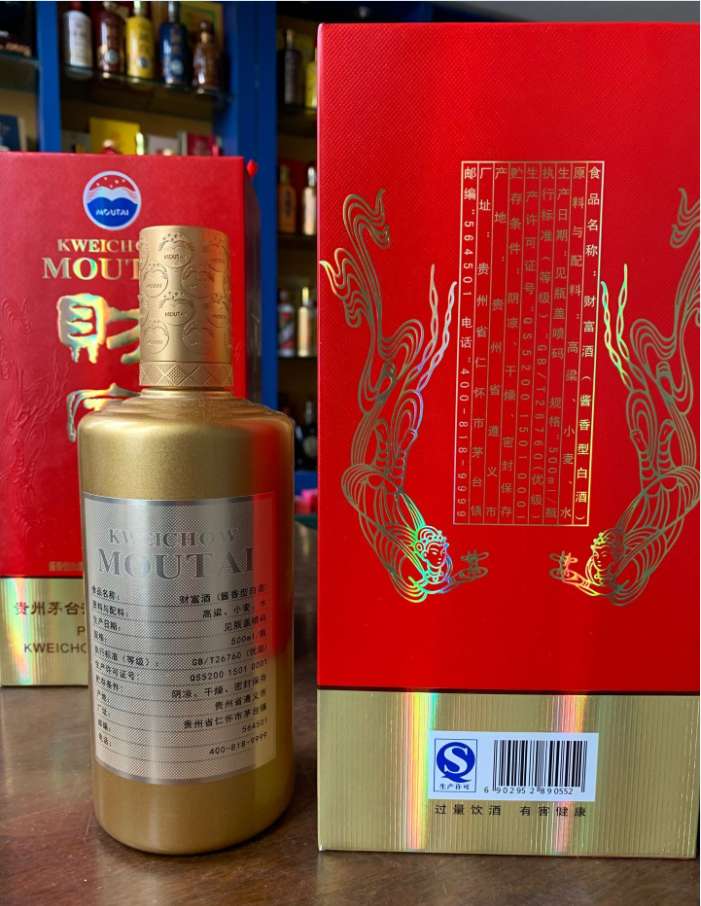 MOUTAI
KWEICHOW
MOUT
财
贵州茅台
KWEICHO
MOUTAI
KWEICHOW
MOUTAI
食品名称： 财富酒（酱香型白酒）
原料与配料： 高粱、小麦、水
生产日期： 见瓶盖喷码
规格： 500ml/瓶
执行标准（等级）： GB/T26760（优级）
生产许可证号： QS5200 1501 0001
贮存条件： 阴凉、干燥、密封保存
产地： 贵州省遵义市
厂址： 贵州省仁怀市茅台镇
邮编： 564501
电话： 400-818-9999
食品名称：财富酒（酱香型白酒）
原料与配料：高粱、小麦、水
生产日期：见瓶盖喷码 规格：500ml/瓶
执行标准（等级）GB/T26760(优级)
生产许可证号：QS5200 1501 0001
贮存条件：阴凉、干燥、密封保存
产地：贵州省遵义市
厂址：贵州省仁怀市茅台镇
邮编：564501 电话：400-818-9999
生产许可
6 902952 890552
过量饮酒 有害健康